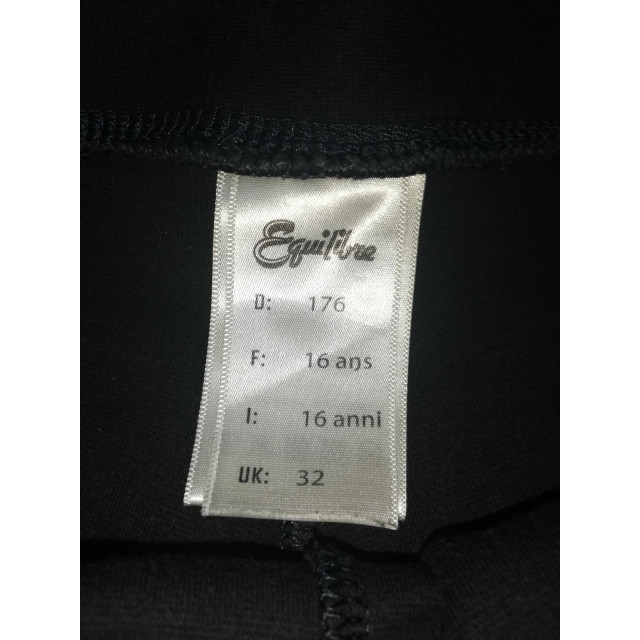 Equilibre
D: 176
F: 16 ans
I: 16 anni
UK: 32